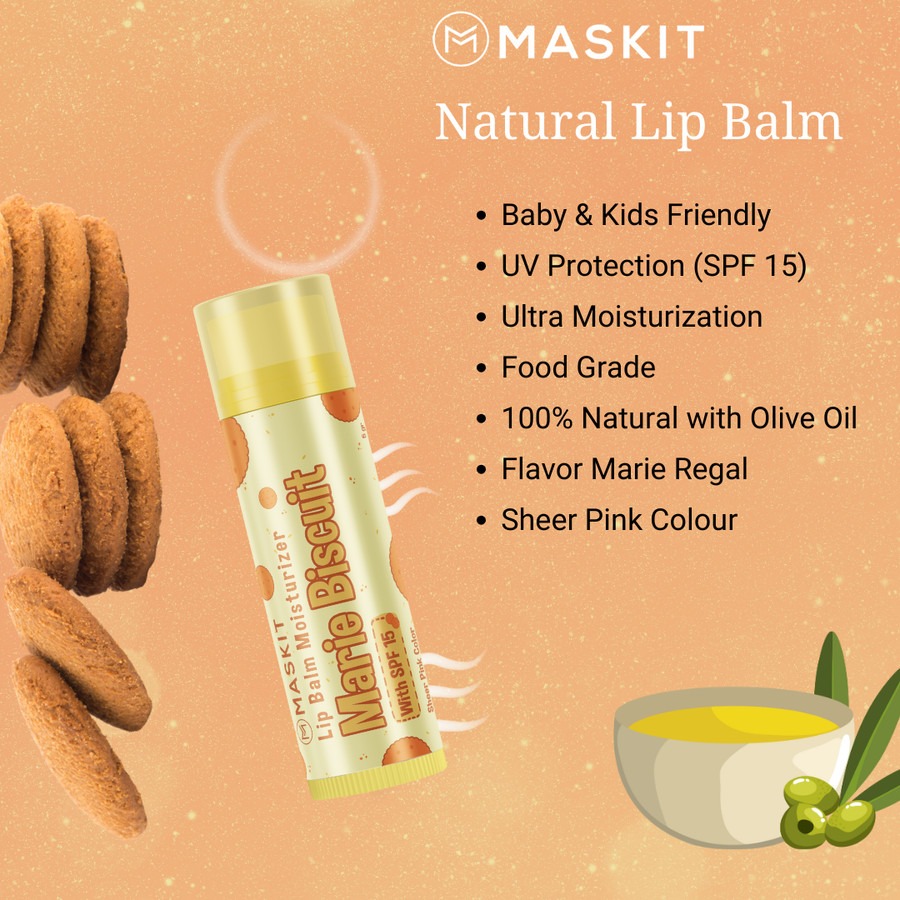 MASKIT
Natural Lip Balm
• Baby & Kids Friendly
• UV Protection (SPF 15)
• Ultra Moisturization
• Food Grade
• 100% Natural with Olive Oil
• Flavor Marie Regal
• Sheer Pink Colour
MASKIT
Lip Balm Moisturizer
Marie Biscuit
With SPF 15
Sheer Pink Color